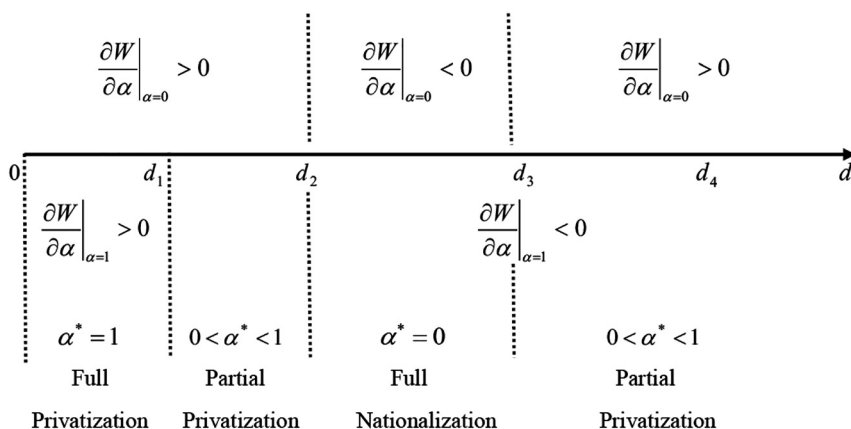 ∂W/∂α|α=0 > 0 ∂W/∂α|α=0 < 0 ∂W/∂α|α=0 > 0
0 d₁ d₂ d₃ d₄ d
∂W/∂α|α=1 > 0 ∂W/∂α|α=1 < 0
α* = 1 0 < α* < 1 α* = 0 0 < α* < 1
Full Partial Full Partial
Privatization Privatization Nationalization Privatization